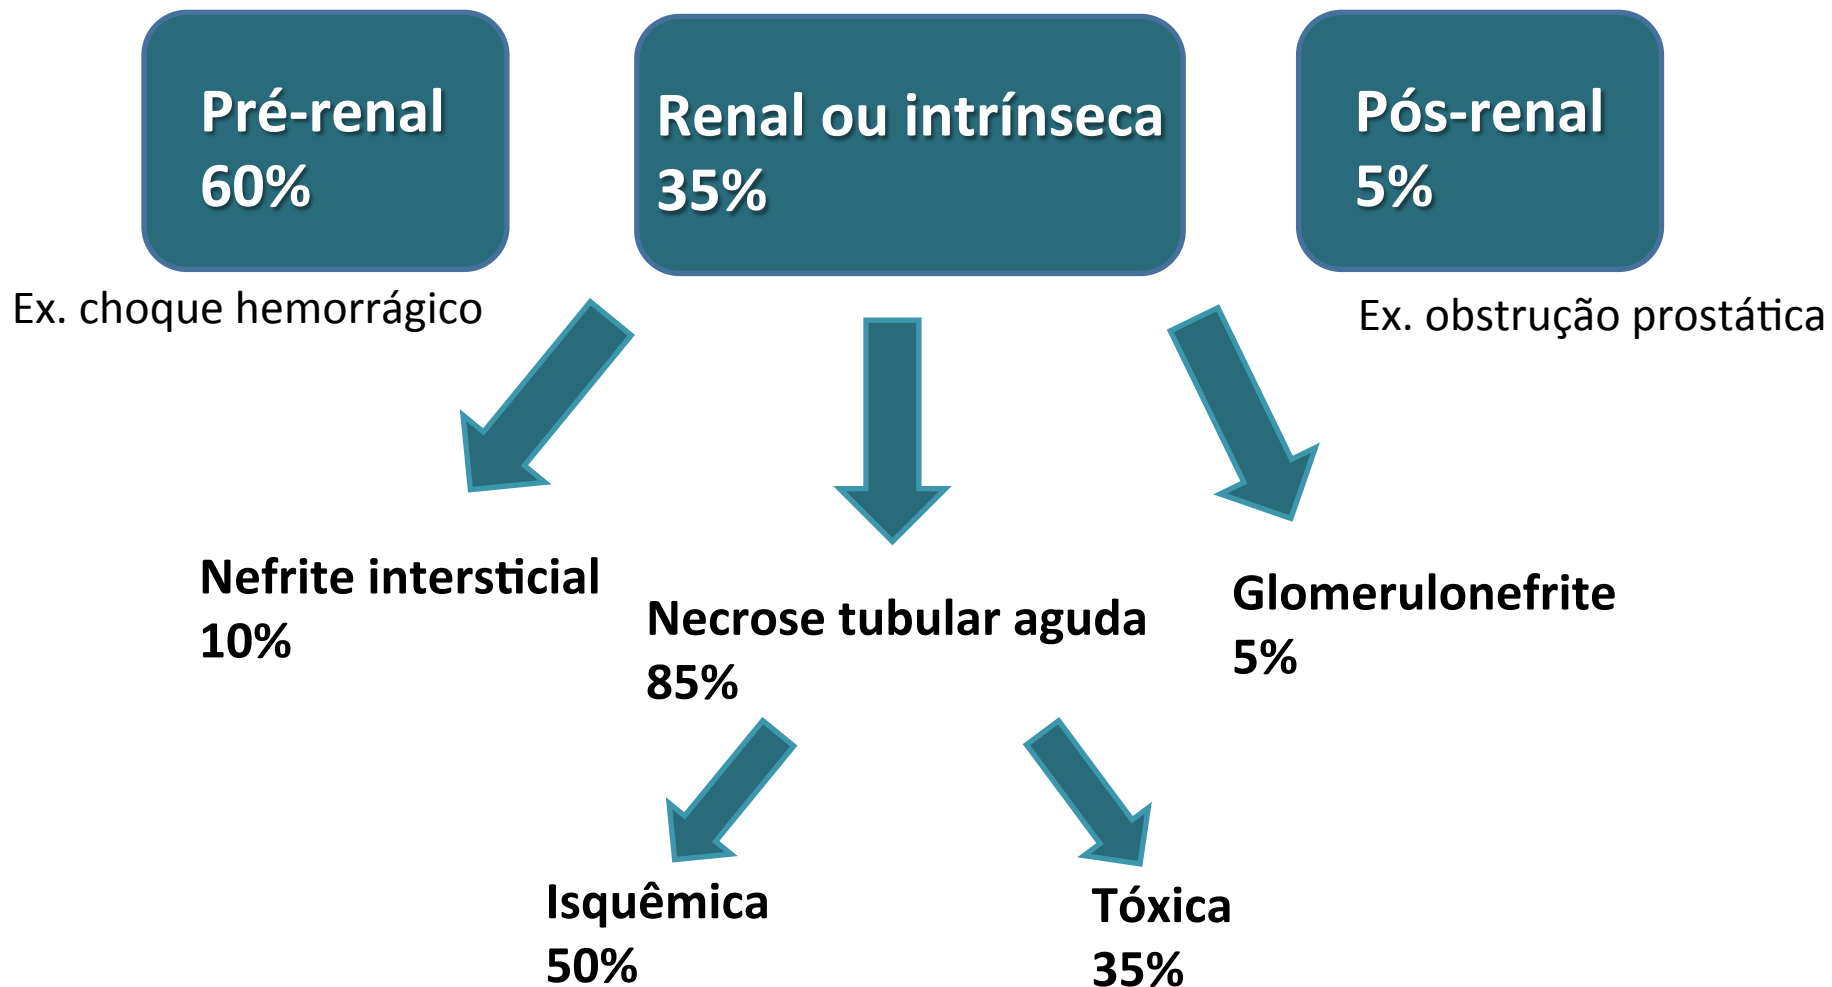 Pré-renal
60%
Renal ou intrínseca
35%
Pós-renal
5%
Ex. choque hemorrágico
Ex. obstrução prostática
Nefrite intersticial
10%
Necrose tubular aguda
85%
Glomerulonefrite
5%
Isquêmica
50%
Tóxica
35%